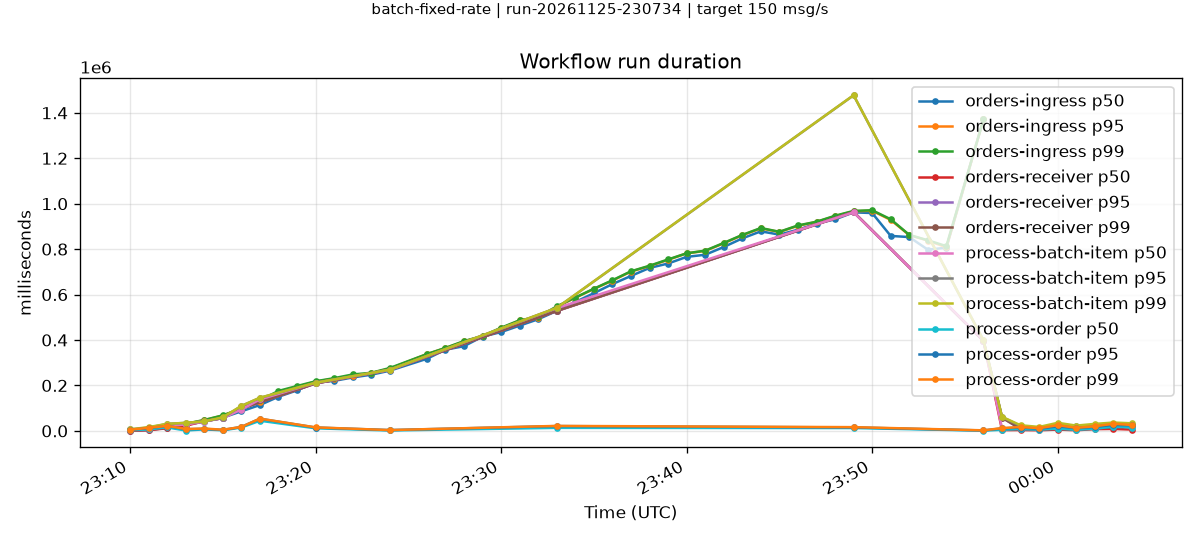 batch-fixed-rate | run-20261125-230734 | target 150 msg/s
Workflow run duration
1e6
1.4
1.2
1.0
0.8
0.6
0.4
0.2
0.0
milliseconds
orders-ingress p50
orders-ingress p95
orders-ingress p99
orders-receiver p50
orders-receiver p95
orders-receiver p99
process-batch-item p50
process-batch-item p95
process-batch-item p99
process-order p50
process-order p95
process-order p99
23:10
23:20
23:30
23:40
23:50
00:00
Time (UTC)